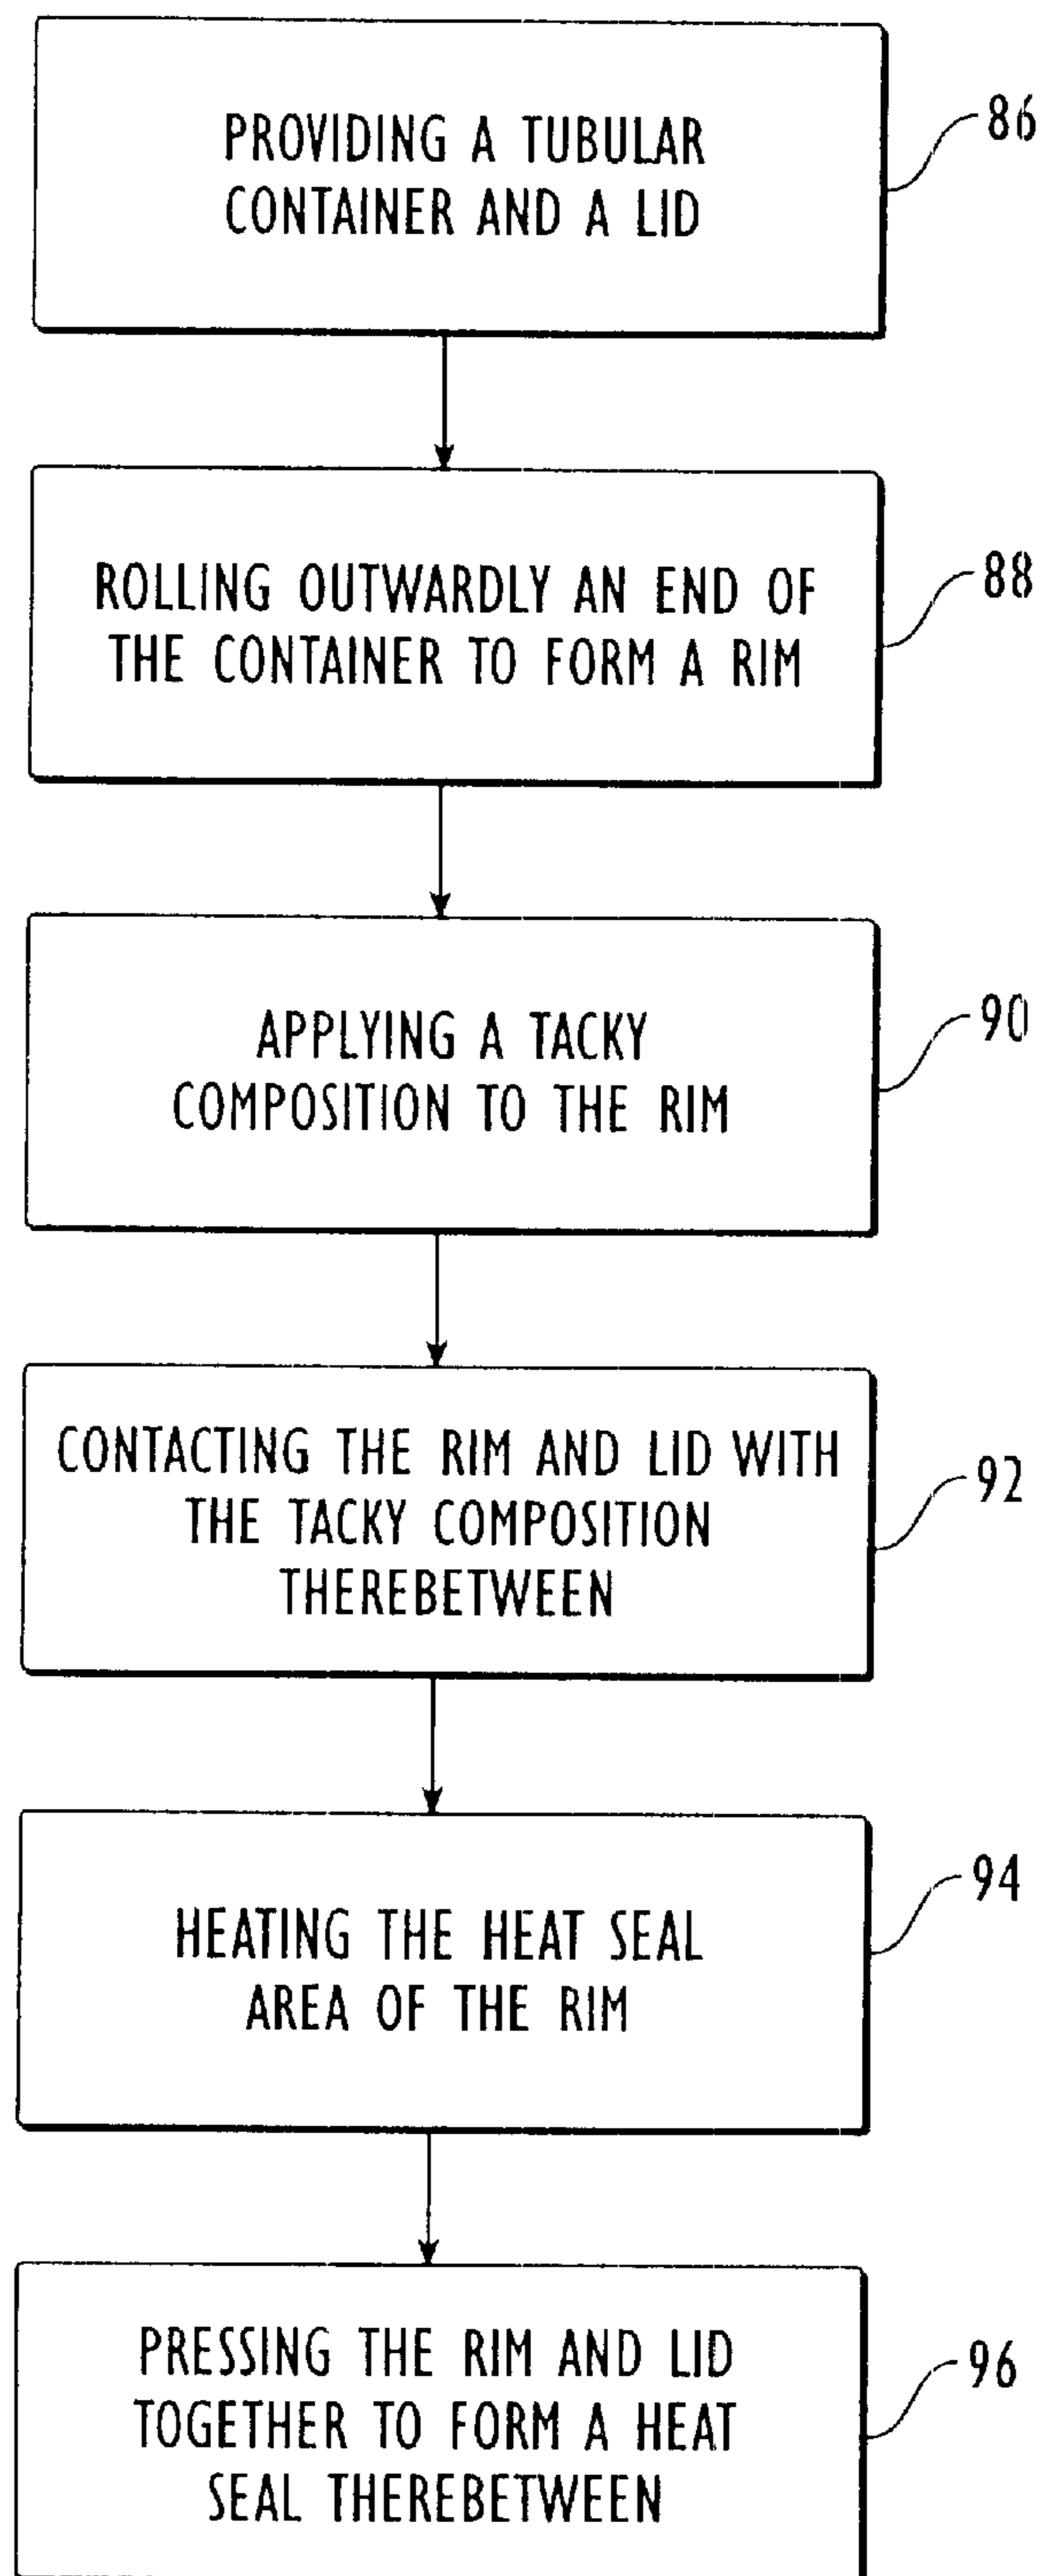 PROVIDING A TUBULAR
CONTAINER AND A LID
86
ROLLING OUTWARDLY AN END OF
THE CONTAINER TO FORM A RIM
88
APPLYING A TACKY
COMPOSITION TO THE RIM
90
CONTACTING THE RIM AND LID WITH
THE TACKY COMPOSITION
THEREBETWEEN
92
HEATING THE HEAT SEAL
AREA OF THE RIM
94
PRESSING THE RIM AND LID
TOGETHER TO FORM A HEAT
SEAL THEREBETWEEN
96